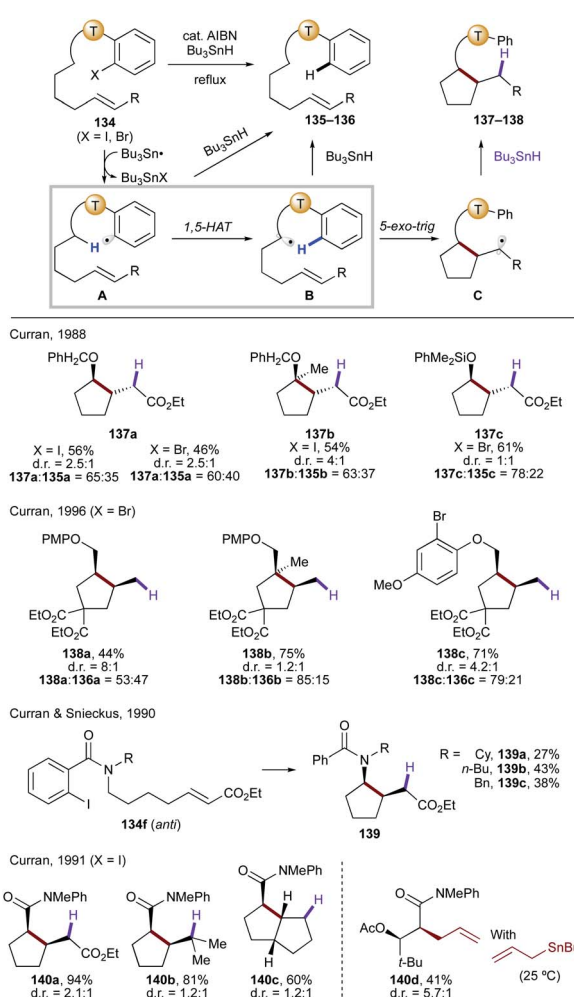 T
X
R
134
(X = I, Br)
cat. AIBN
Bu3SnH
reflux
T
H
R
135–136
T
Ph
H
R
137–138
Bu3Sn•
Bu3SnX
Bu3SnH
Bu3SnH
Bu3SnH
T
H
R
A
1,5-HAT
T
H
R
B
5-exo-trig
T
Ph
R
C
Curran, 1988
PhH2CO
H
CO2Et
137a
X = I, 56%
d.r. = 2.5:1
137a:135a = 65:35
X = Br, 46%
d.r. = 2.5:1
137a:135a = 60:40
PhH2CO
Me
H
CO2Et
137b
X = I, 54%
d.r. = 4:1
137b:135b = 63:37
PhMe2SiO
H
CO2Et
137c
X = Br, 61%
d.r. = 1:1
137c:135c = 78:22
Curran, 1996 (X = Br)
PMPO
H
EtO2C
EtO2C
138a, 44%
d.r. = 8:1
138a:136a = 53:47
PMPO
Me
H
EtO2C
EtO2C
138b, 75%
d.r. = 1.2:1
138b:136b = 85:15
Br
O
MeO
H
EtO2C
EtO2C
138c, 71%
d.r. = 4.2:1
138c:136c = 79:21
Curran & Snieckus, 1990
O
N
R
I
CO2Et
134f (anti)
O
Ph
N
R
H
CO2Et
139
R = Cy, 139a, 27%
n-Bu, 139b, 43%
Bn, 139c, 38%
Curran, 1991 (X = I)
O
NMePh
H
CO2Et
140a, 94%
d.r. = 2.1:1
O
NMePh
H
Me
Me
140b, 81%
d.r. = 1.2:1
O
NMePh
H
H
H
140c, 60%
d.r. = 1.2:1
O
NMePh
AcO
t-Bu
140d, 41%
d.r. = 5.7:1
With
(25 ºC)